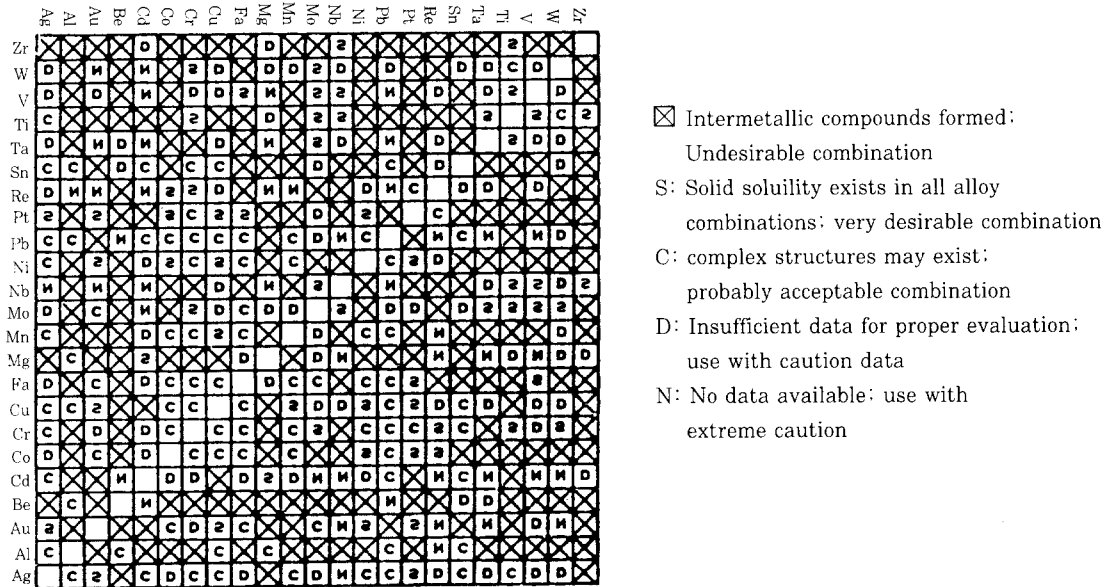 Ag Al Au Be Cd Co Cr Cu Fa Mg Mn Mo Nb Ni Pb Pt Re Sn Ta Ti V W Zr
Zr D D S S
W D N N S D D D S D D D D C D
V D D N D D S N S S N D D S D
Ti C S D S S S S C S
Ta D N D N D N S D N D S D D
Sn C C D C C C D C D D
Re D N N N S S D N N D N C D D D
Pt S S S C S S D S C
Pb C C N C C C C C C D N C N C N N D
Ni C S D S C S C C C S D
Nb N N N D N S D S S D S
Mo D C N S D C D D S D D D S S S S
Mn C D C C S C D C C N D
Mg C S D D N N N D N D D
Fa D C D C C C D C C C C S S
Cu C C S C C C S D D S C S D C D D D
Cr C D D C C C C S C C C S C S D S
Co D C D C C C C S C S S
Cd C N D D D S D N N D C N C N N N D
Be C N N D D
Au S C D S C C N S S N N D N
Al C C C C C N C
Ag C S C D C C D C D N C C S D C D C D D
Intermetallic compounds formed;
Undesirable combination
S: Solid soluility exists in all alloy
combinations; very desirable combination
C: complex structures may exist;
probably acceptable combination
D: Insufficient data for proper evaluation;
use with caution data
N: No data available; use with
extreme caution